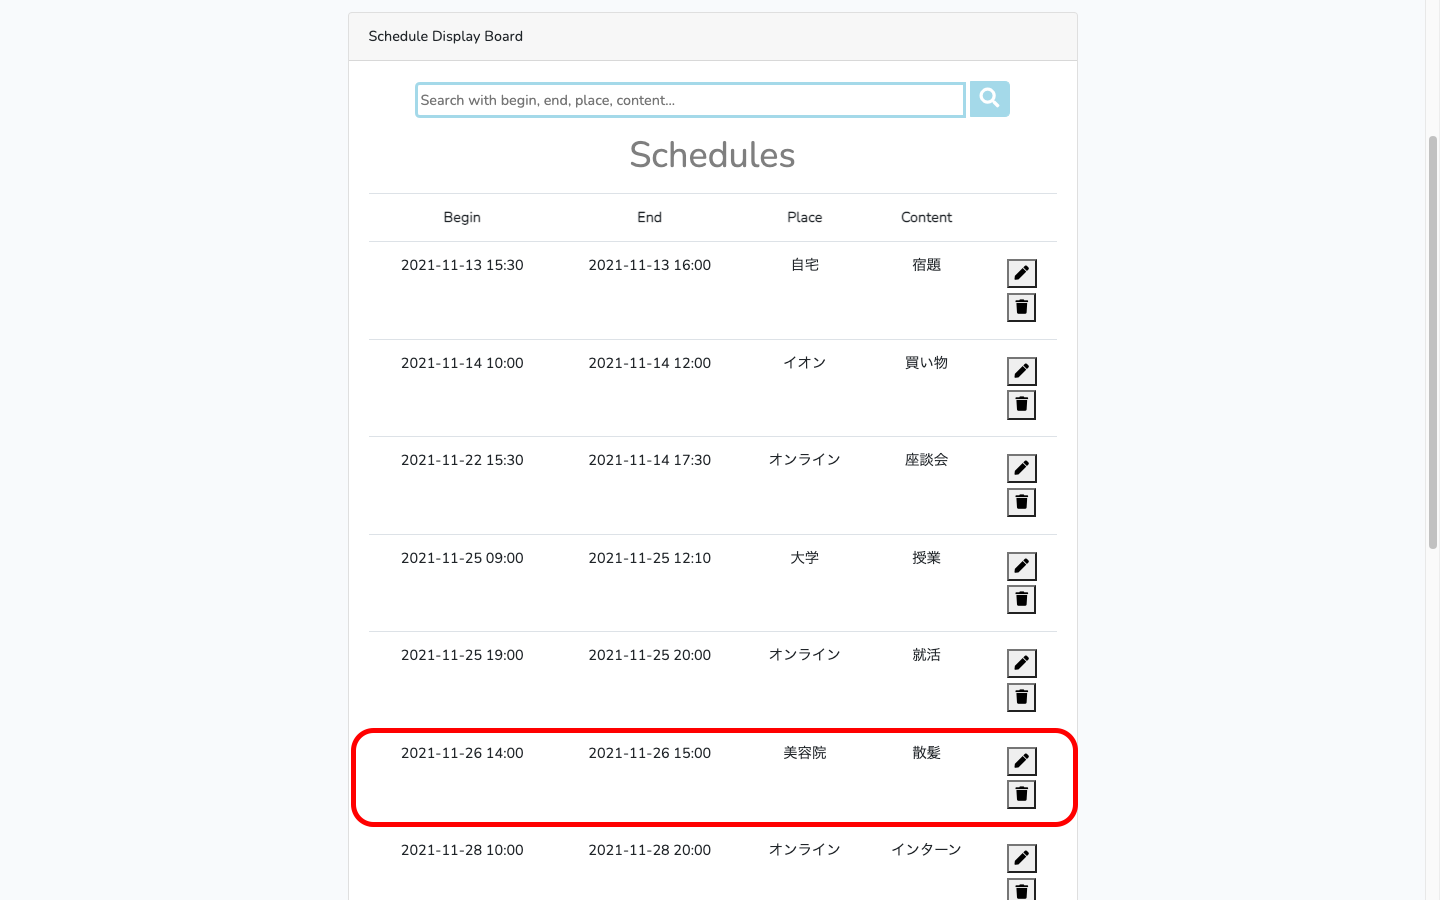 Schedule Display Board
Search with begin, end, place, content...
Schedules
Begin End Place Content
2021-11-13 15:30 2021-11-13 16:00 自宅 宿題
2021-11-14 10:00 2021-11-14 12:00 イオン 買い物
2021-11-22 15:30 2021-11-14 17:30 オンライン 座談会
2021-11-25 09:00 2021-11-25 12:10 大学 授業
2021-11-25 19:00 2021-11-25 20:00 オンライン 就活
2021-11-26 14:00 2021-11-26 15:00 美容院 散髪
2021-11-28 10:00 2021-11-28 20:00 オンライン インターン